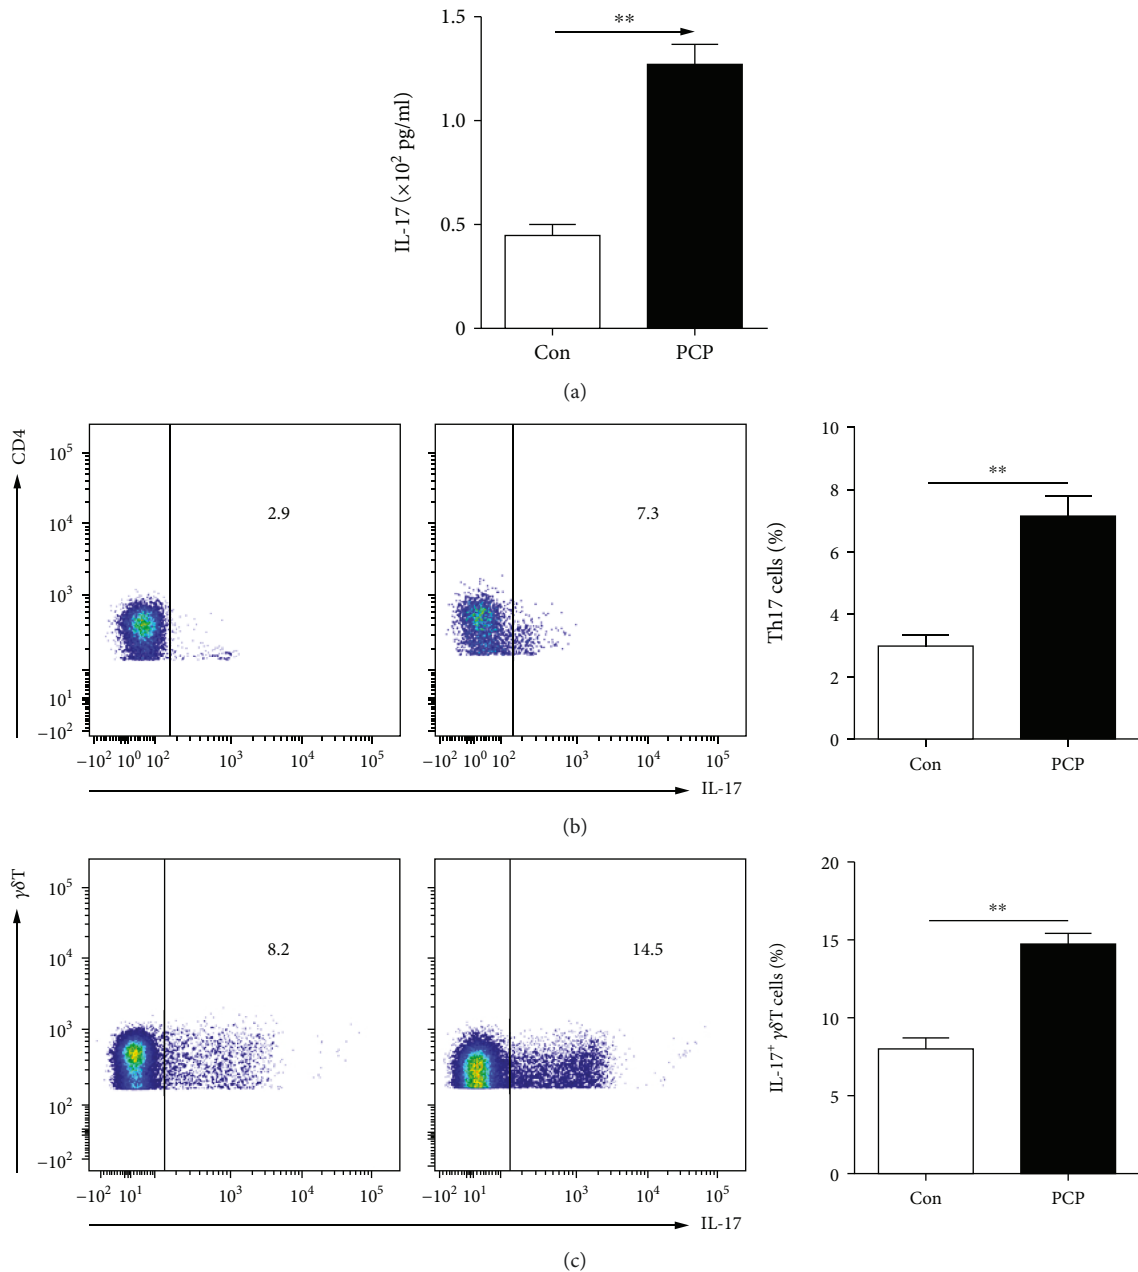 1.5
**
1.0
IL-17 (×10² pg/ml)
0.5
0
Con PCP
(a)
CD4
10⁵
10⁴
10³
10¹
−10²
2.9
−10² 10⁰ 10² 10³ 10⁴ 10⁵
7.3
−10² 10⁰ 10² 10³ 10⁴ 10⁵
IL-17
10
**
8
6
Th17 cells (%)
4
2
0
Con PCP
(b)
γδT
10⁵
10⁴
10³
10²
−10²
8.2
−10² 10¹ 10³ 10⁴ 10⁵
14.5
−10² 10¹ 10³ 10⁴ 10⁵
IL-17
20
**
15
IL-17⁺ γδT cells (%)
10
5
0
Con PCP
(c)